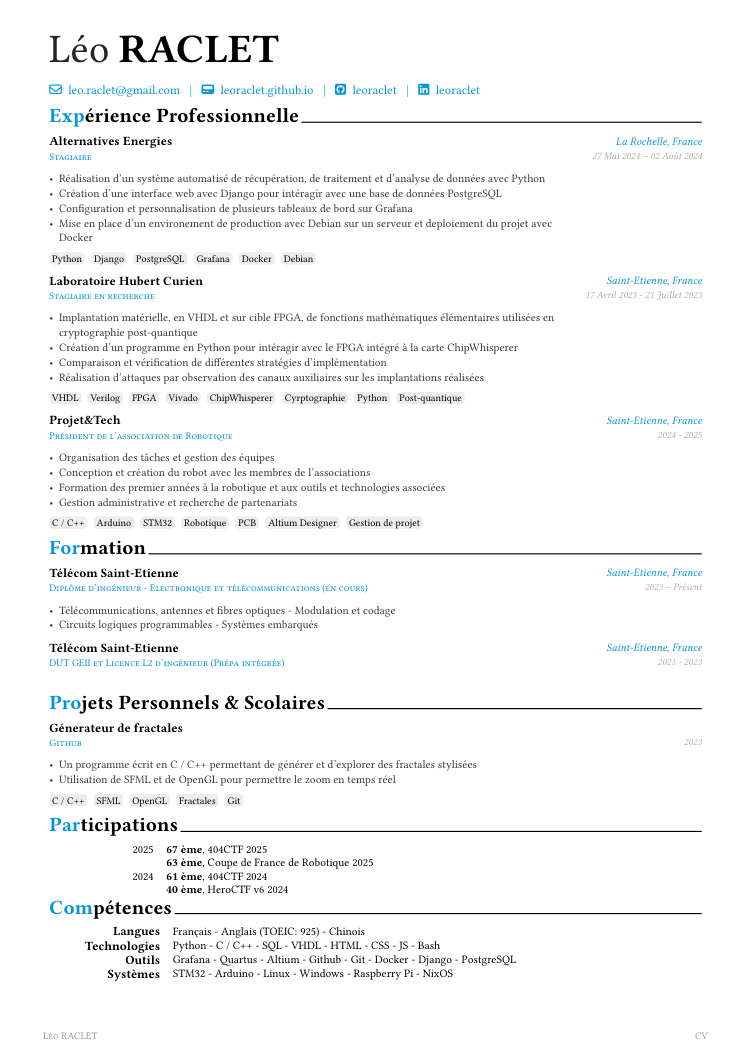 Léo RACLET
leo.raclet@gmail.com | leoraclet.github.io | leoraclet | leoraclet
Expérience Professionnelle
Alternatives Energies La Rochelle, France
Stagiaire 27 Mai 2024 – 02 Août 2024
• Réalisation d'un système automatisé de récupération, de traitement et d'analyse de données avec Python
• Création d'une interface web avec Django pour intéragir avec une base de données PostgreSQL
• Configuration et personnalisation de plusieurs tableaux de bord sur Grafana
• Mise en place d'un environement de production avec Debian sur un serveur et deploiement du projet avec
Docker
Python Django PostgreSQL Grafana Docker Debian
Laboratoire Hubert Curien Saint-Etienne, France
Stagiaire en recherche 17 Avril 2023 - 21 Juillet 2023
• Implantation matérielle, en VHDL et sur cible FPGA, de fonctions mathématiques élémentaires utilisées en
cryptographie post-quantique
• Création d'un programme en Python pour intéragir avec le FPGA intégré à la carte ChipWhisperer
• Comparaison et vérification de différentes stratégies d'implémentation
• Réalisation d'attaques par observation des canaux auxiliaires sur les implantations réalisées
VHDL Verilog FPGA Vivado ChipWhisperer Cyrptographie Python Post-quantique
Projet&Tech Saint-Etienne, France
Président de l'association de Robotique 2024 - 2025
• Organisation des tâches et gestion des équipes
• Conception et création du robot avec les membres de l'associations
• Formation des premier années à la robotique et aux outils et technologies associées
• Gestion administrative et recherche de partenariats
C / C++ Arduino STM32 Robotique PCB Altium Designer Gestion de projet
Formation
Télécom Saint-Etienne Saint-Etienne, France
Diplôme d'ingénieur - Electronique et télécommunications (en cours) 2023 – Présent
• Télécommunications, antennes et fibres optiques - Modulation et codage
• Circuits logiques programmables - Systèmes embarqués
Télécom Saint-Etienne Saint-Etienne, France
DUT GEII et Licence L2 d'ingénieur (Prépa intégrée) 2021 - 2023
Projets Personnels & Scolaires
Génerateur de fractales
Github 2023
• Un programme écrit en C / C++ permettant de générer et d'explorer des fractales stylisées
• Utilisation de SFML et de OpenGL pour permettre le zoom en temps réel
C / C++ SFML OpenGL Fractales Git
Participations
2025 67 ème, 404CTF 2025
63 ème, Coupe de France de Robotique 2025
2024 61 ème, 404CTF 2024
40 ème, HeroCTF v6 2024
Compétences
Langues Français - Anglais (TOEIC: 925) - Chinois
Technologies Python - C / C++ - SQL - VHDL - HTML - CSS - JS - Bash
Outils Grafana - Quartus - Altium - Github - Git - Docker - Django - PostgreSQL
Systèmes STM32 - Arduino - Linux - Windows - Raspberry Pi - NixOS
Léo RACLET CV